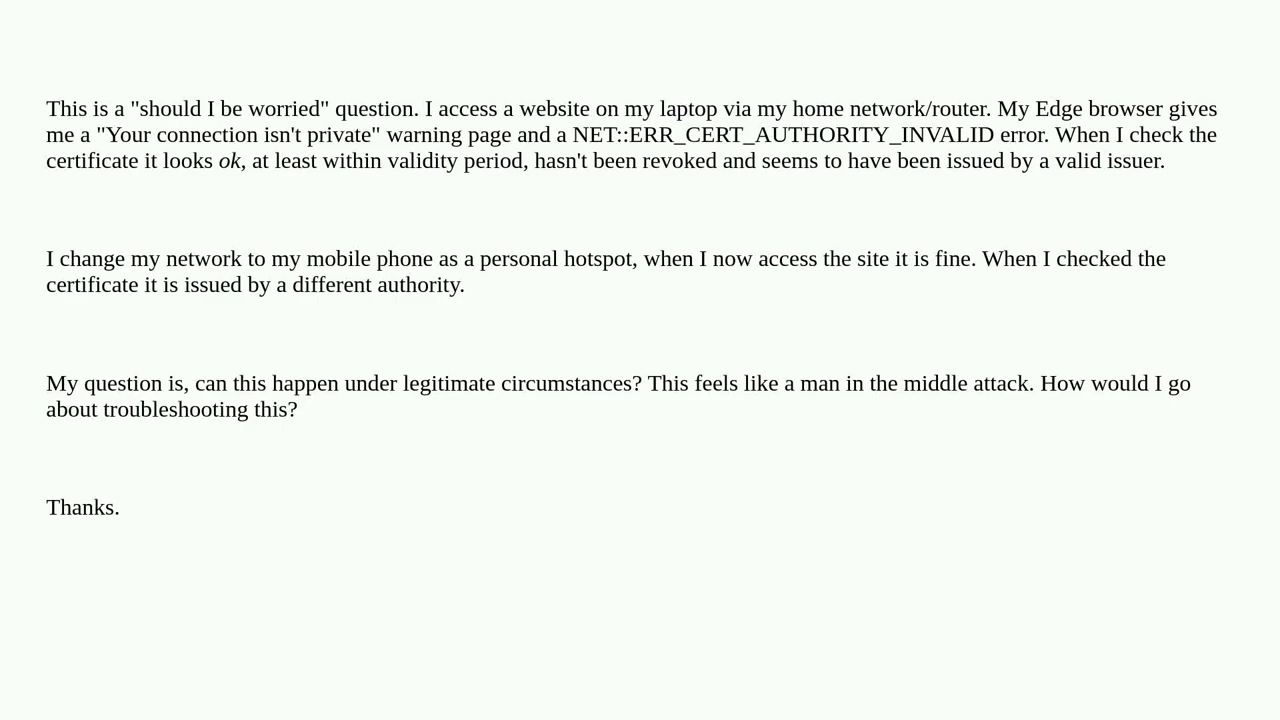 This is a "should I be worried" question. I access a website on my laptop via my home network/router. My Edge browser gives
me a "Your connection isn't private" warning page and a NET::ERR_CERT_AUTHORITY_INVALID error. When I check the
certificate it looks ok, at least within validity period, hasn't been revoked and seems to have been issued by a valid issuer.
I change my network to my mobile phone as a personal hotspot, when I now access the site it is fine. When I checked the
certificate it is issued by a different authority.
My question is, can this happen under legitimate circumstances? This feels like a man in the middle attack. How would I go
about troubleshooting this?
Thanks.